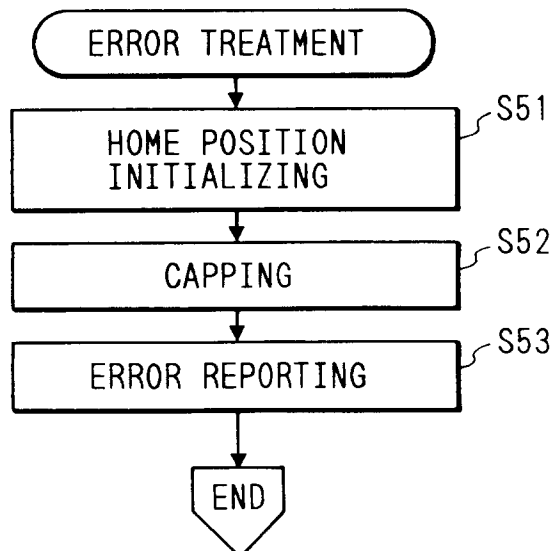 ERROR TREATMENT
S51
HOME POSITION
INITIALIZING
S52
CAPPING
S53
ERROR REPORTING
END